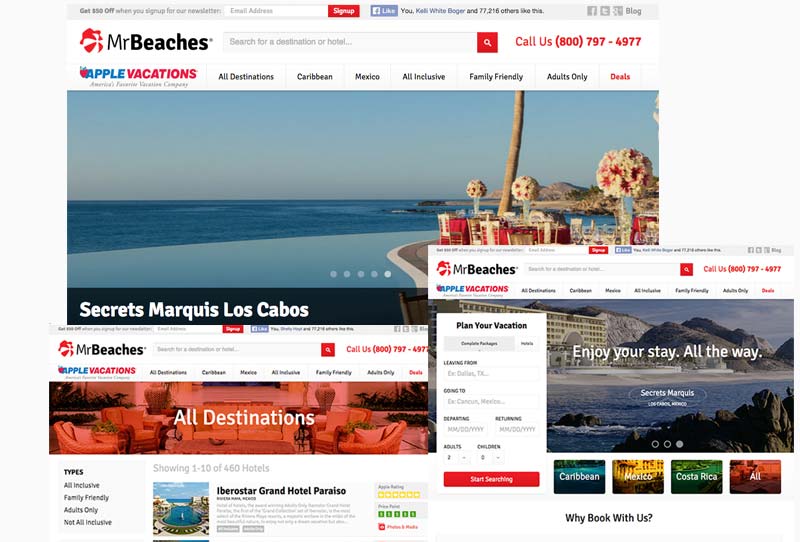 Get $50 Off when you signup for our newsletter: Email Address Signup Like You, Kelli White Boger and 77,216 others like this. Blog
MrBeaches® Search for a destination or hotel... Call Us (800) 797 - 4977
APPLE VACATIONS All Destinations Caribbean Mexico All Inclusive Family Friendly Adults Only Deals
America's Favorite Vacation Company
Secrets Marquis Los Cabos
Get $50 Off when you signup for our newsletter: Email Address Signup Like You, Kelli White Boger and 77,216 others like this. Blog
MrBeaches® Search for a destination or hotel... Call Us (800) 797 - 4977
APPLE VACATIONS All Destinations Caribbean Mexico All Inclusive Family Friendly Adults Only Deals
America's Favorite Vacation Company
Plan Your Vacation
Complete Packages Hotels
LEAVING FROM
Ex: Dallas, TX...
GOING TO
Ex: Cancun, Mexico...
DEPARTING RETURNING
MM/DD/YYYY MM/DD/YYYY
ADULTS CHILDREN
2 0
Start Searching
Enjoy your stay. All the way.
Secrets Marquis
LOS CABOS, MEXICO
Caribbean Mexico Costa Rica All
Why Book With Us?
Get $50 Off when you signup for our newsletter: Email Address Signup Like You, Shelly Hoyt and 77,216 others like this. Blog
MrBeaches® Search for a destination or hotel... Call Us (800) 797 - 4977
APPLE VACATIONS All Destinations Caribbean Mexico All Inclusive Family Friendly Adults Only Deals
America's Favorite Vacation Company
All Destinations
TYPES
All Inclusive
Family Friendly
Adults Only
Not All Inclusive
Showing 1-10 of 460 Hotels
Iberostar Grand Hotel Paraiso
RIVIERA MAYA, MEXICO
Apple Rating
Price Point
Photos & Media